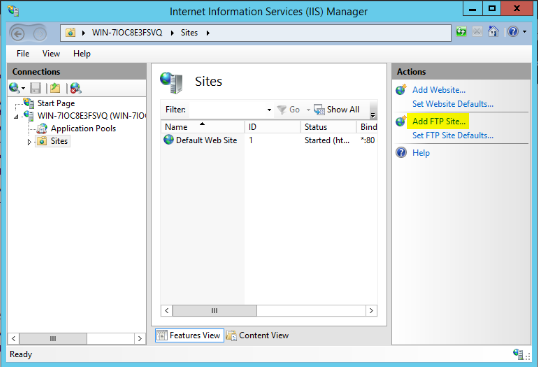 Internet Information Services (IIS) Manager
WIN-7IOC8E3FSVQ Sites
File View Help
Connections
Start Page
WIN-7IOC8E3FSVQ (WIN-7IO
Application Pools
Sites
Sites
Filter: Go Show All
Name ID Status Bind
Default Web Site 1 Started (ht... *:80
Features View Content View
Actions
Add Website...
Set Website Defaults...
Add FTP Site...
Set FTP Site Defaults...
Help
Ready